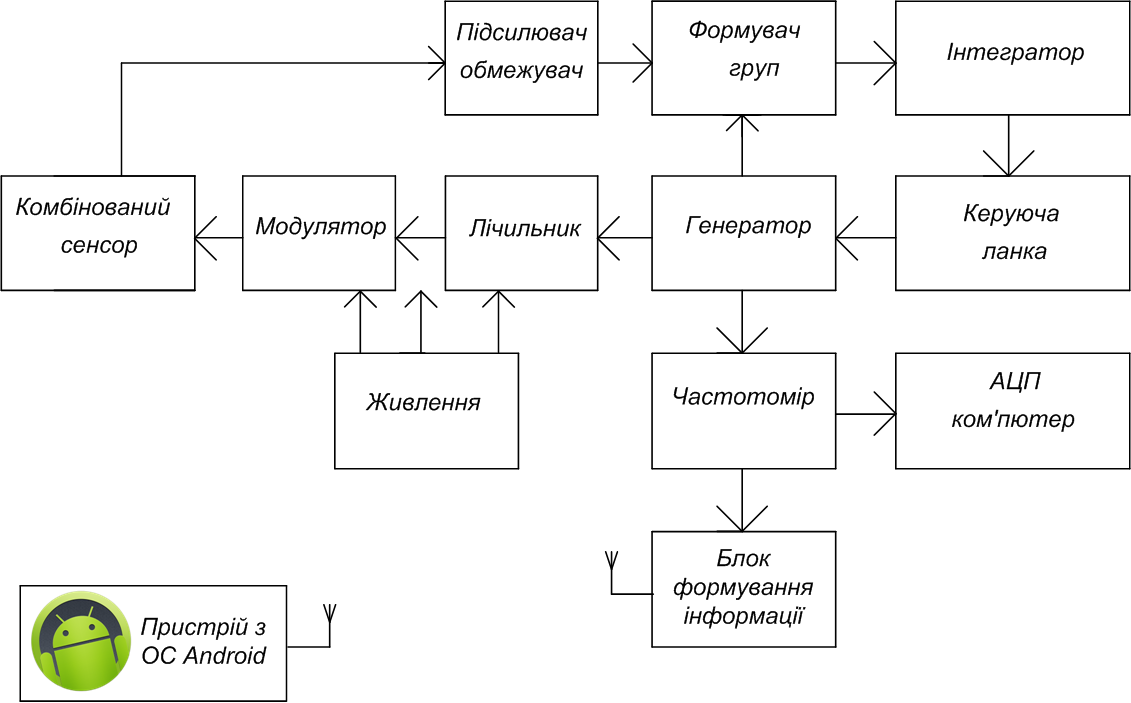 Підсилювач
обмежувач
Формувач
груп
Інтегратор
Комбінований
сенсор
Модулятор
Лічильник
Генератор
Керуюча
ланка
Живлення
Частотомір
АЦП
ком'пютер
Блок
формування
інформації
Пристрій з
ОС Android